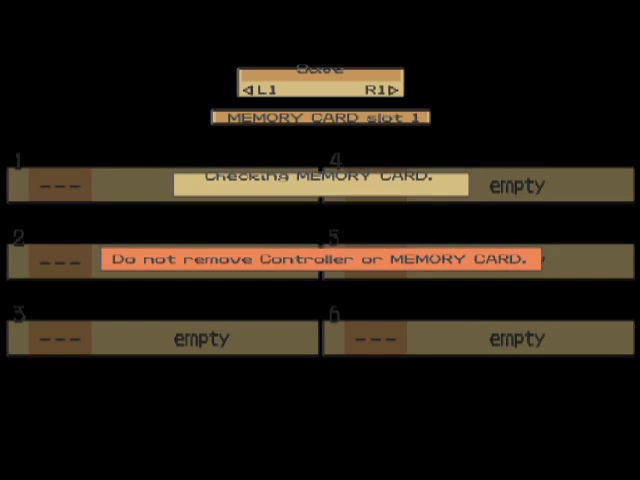 Save
◁L1 R1▷
MEMORY CARD slot 1
1 4
Checking MEMORY CARD.
--- empty
2 5
Do not remove Controller or MEMORY CARD.
---
3 6
--- empty --- empty